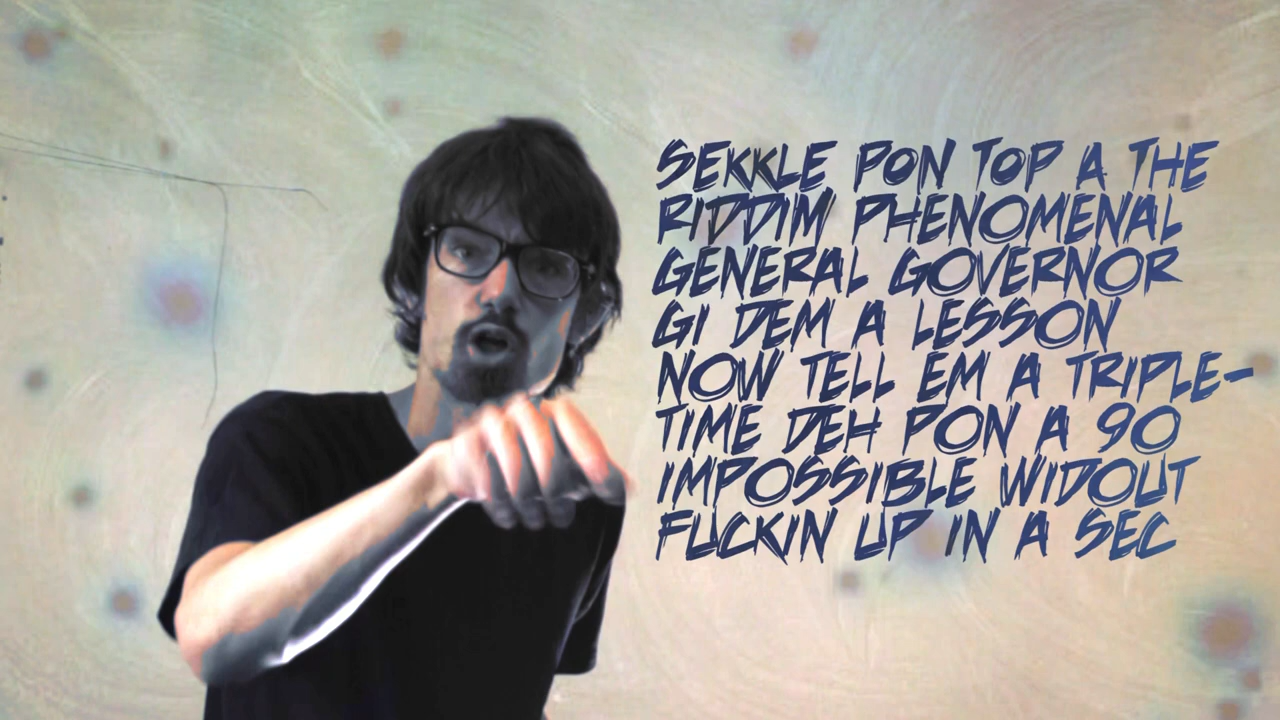 SEKKLE PON TOP A THE
RIDDIM PHENOMENAL
GENERAL GOVERNOR
GI DEM A LESSON
NOW TELL EM A TRIPLE-
TIME DEH PON A 90
IMPOSSIBLE WIDOUT
FUCKIN UP IN A SEC